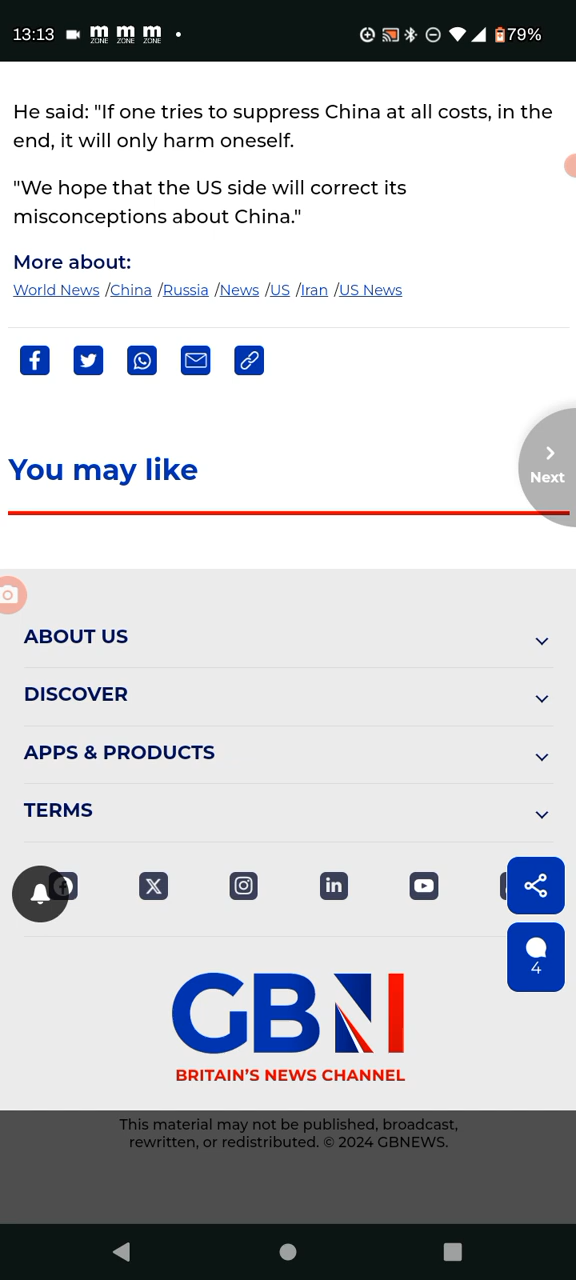 13:13 m ZONE m ZONE m ZONE 79%
He said: "If one tries to suppress China at all costs, in the
end, it will only harm oneself.
"We hope that the US side will correct its
misconceptions about China."
More about:
World News /China /Russia /News /US /Iran /US News
You may like
Next
ABOUT US
DISCOVER
APPS & PRODUCTS
TERMS
4
GBN
BRITAIN'S NEWS CHANNEL
This material may not be published, broadcast,
rewritten, or redistributed. © 2024 GBNEWS.